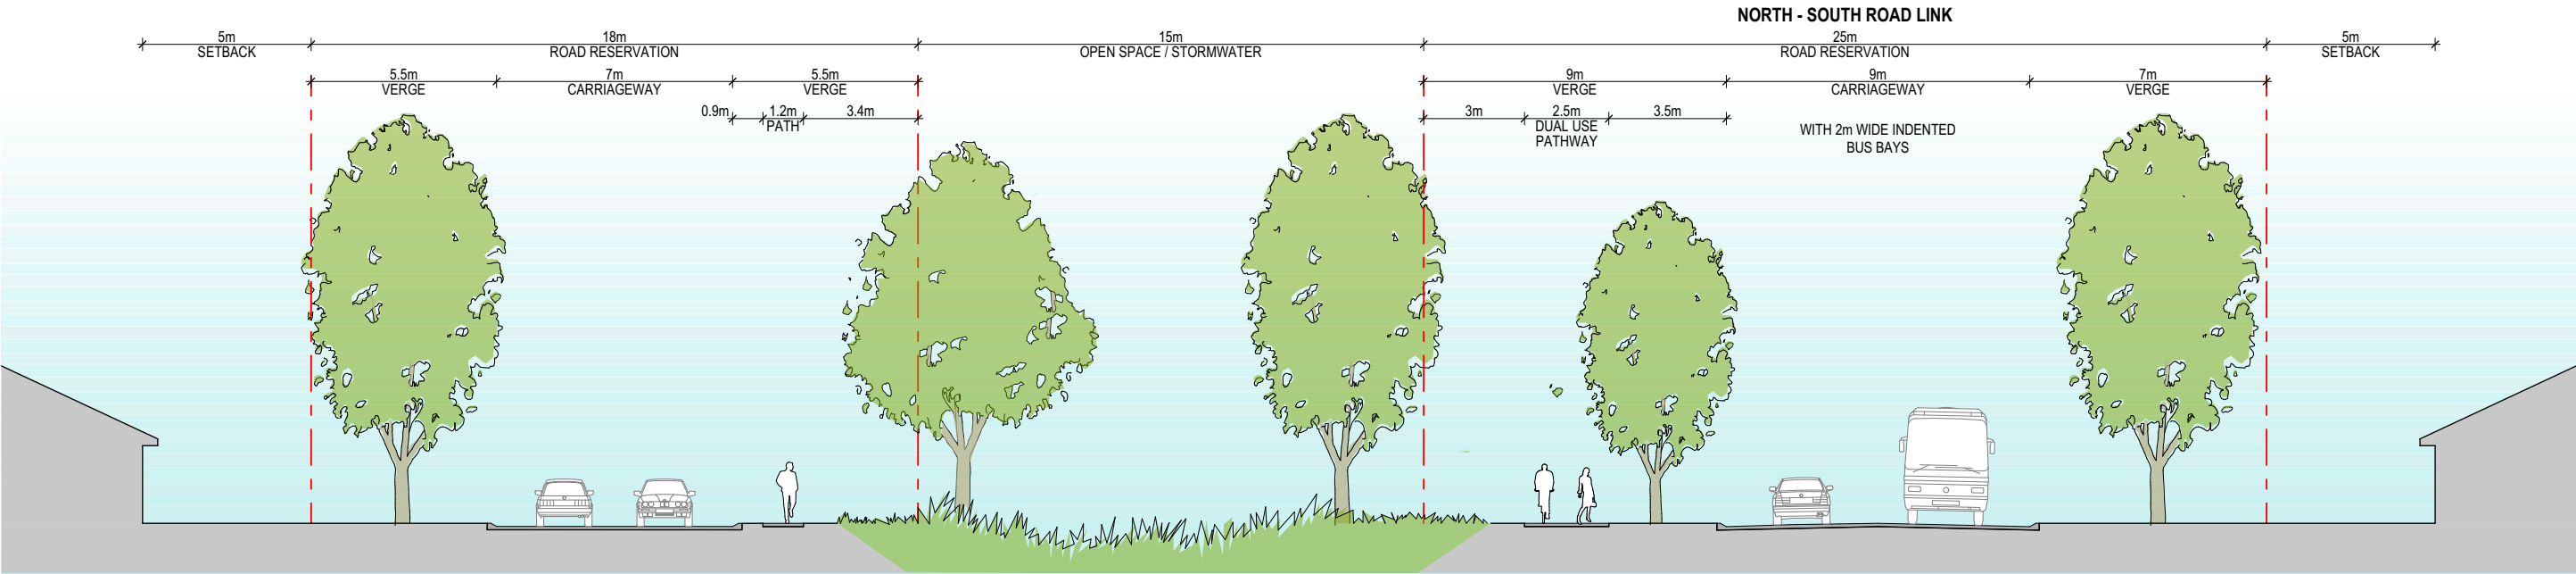 NORTH - SOUTH ROAD LINK
5m 18m 15m 25m 5m
SETBACK ROAD RESERVATION OPEN SPACE / STORMWATER ROAD RESERVATION SETBACK
5.5m 7m 5.5m 9m 9m 7m
VERGE CARRIAGEWAY VERGE VERGE CARRIAGEWAY VERGE
0.9m 1.2m 3.4m 3m 2.5m 3.5m
PATH DUAL USE
PATHWAY
WITH 2m WIDE INDENTED
BUS BAYS